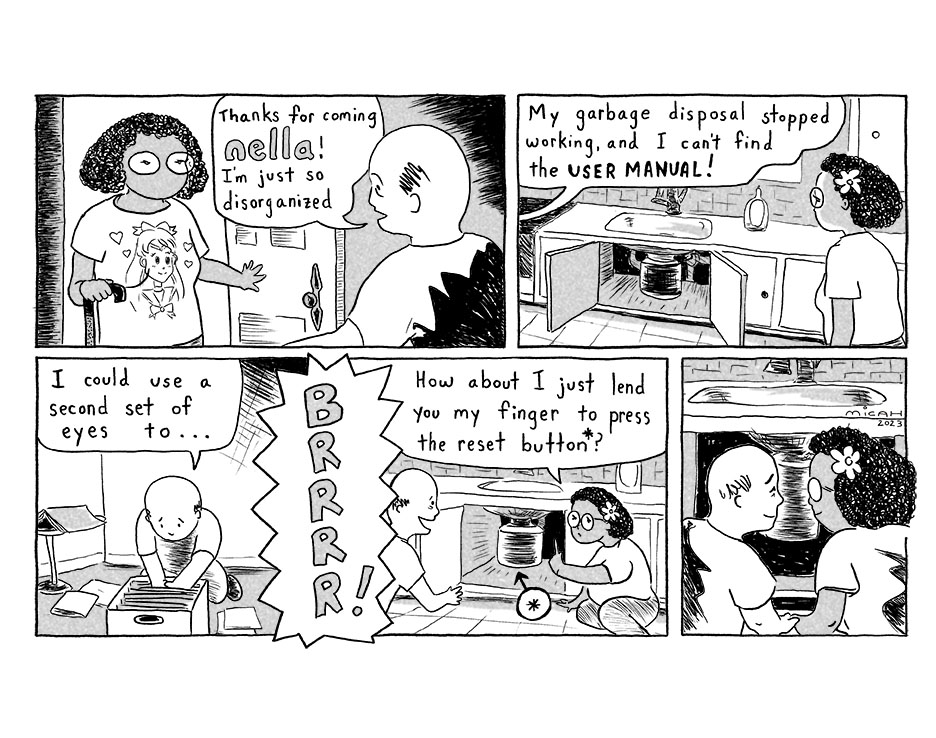 Thanks for coming
nella!
I'm just so
disorganized
My garbage disposal stopped
working, and I can't find
the USER MANUAL!
I could use a
second set of
eyes to...
BRRRR!
How about I just lend
you my finger to press
the reset button*?
*
MICAH
2023